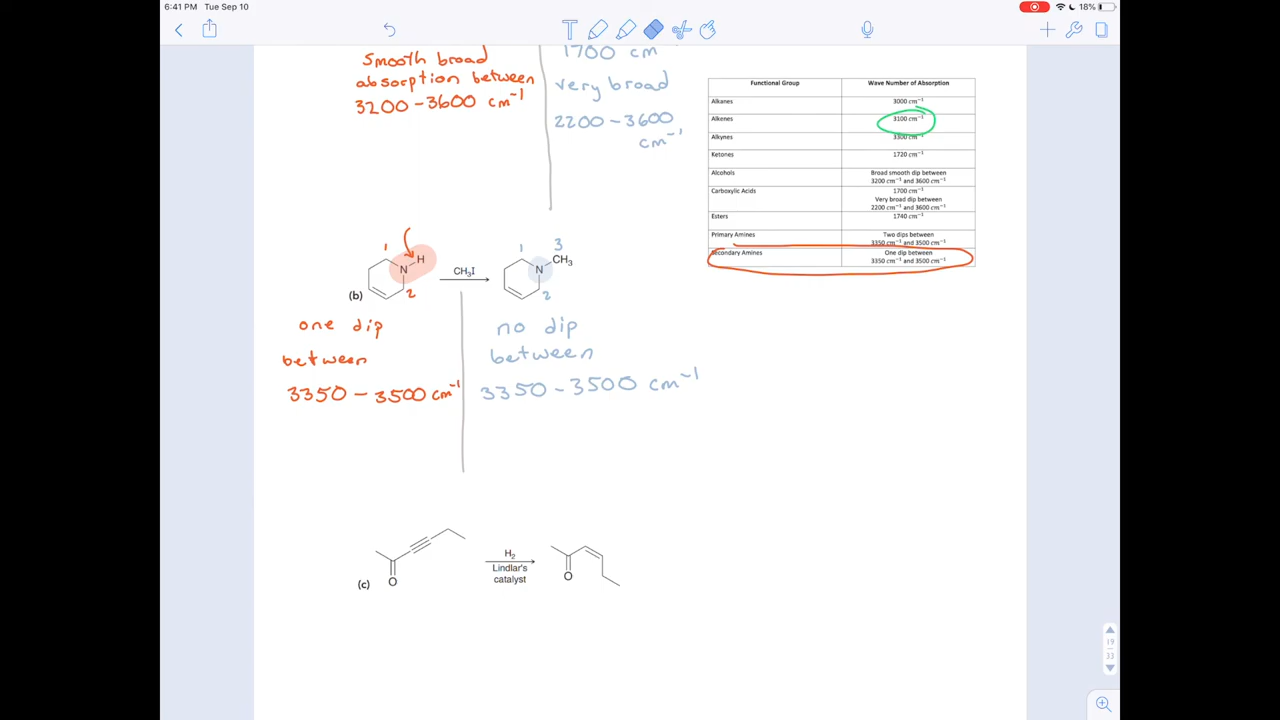 6:41 PM Tue Sep 10
18%
Smooth broad
absorption between
3200-3600 cm⁻¹
1700 cm
very broad
2200-3600
cm⁻¹
Functional Group Wave Number of Absorption
Alkanes 3000 cm⁻¹
Alkenes 3100 cm⁻¹
Alkynes 3300 cm⁻¹
Ketones 1720 cm⁻¹
Alcohols Broad smooth dip between
3200 cm⁻¹ and 3600 cm⁻¹
Carboxylic Acids 1700 cm⁻¹
Very broad dip between
2200 cm⁻¹ and 3600 cm⁻¹
Esters 1740 cm⁻¹
Primary Amines Two dips between
3350 cm⁻¹ and 3500 cm⁻¹
Secondary Amines One dip between
3350 cm⁻¹ and 3500 cm⁻¹
1 H N 2
(b)
CH₃I
1 3 N CH₃ 2
one dip
between
3350 - 3500 cm⁻¹
no dip
between
3350 - 3500 cm⁻¹
(c)
O
H₂
Lindlar's
catalyst
O
19
33